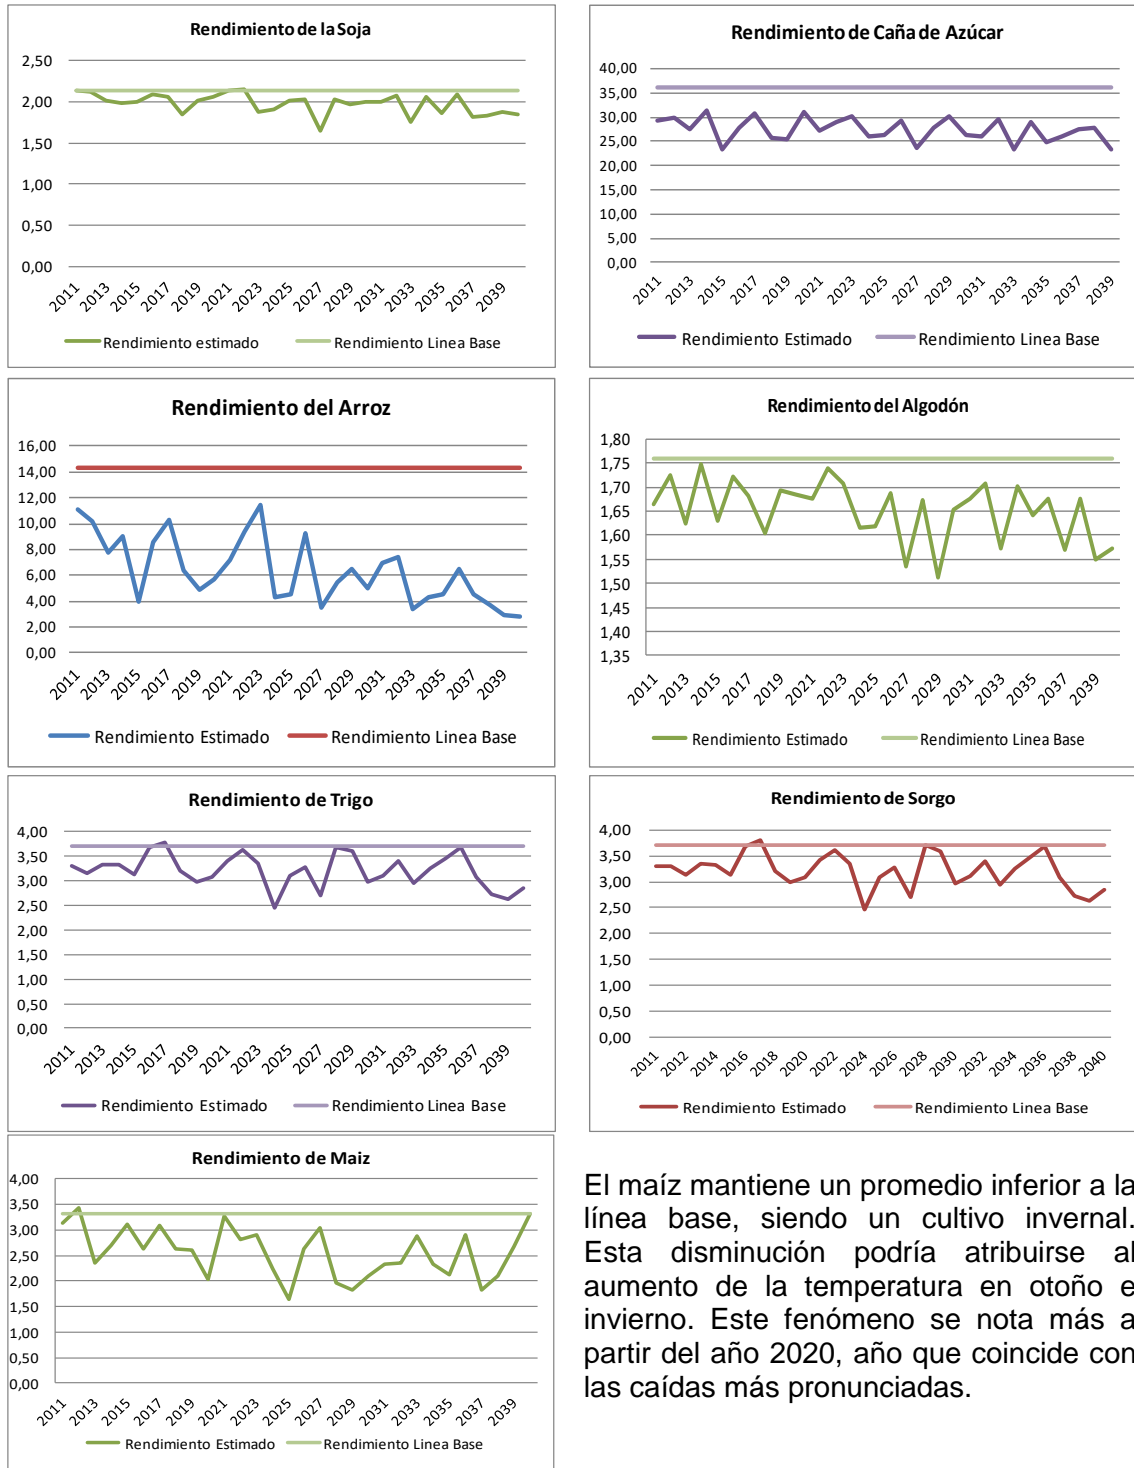 Rendimiento de la Soja
2,50
2,00
1,50
1,00
0,50
0,00
2011 2013 2015 2017 2019 2021 2023 2025 2027 2029 2031 2033 2035 2037 2039
Rendimiento estimado Rendimiento Linea Base
Rendimiento de Caña de Azúcar
40,00
35,00
30,00
25,00
20,00
15,00
10,00
5,00
0,00
2011 2013 2015 2017 2019 2021 2023 2025 2027 2029 2031 2033 2035 2037 2039
Rendimiento Estimado Rendimiento Linea Base
Rendimiento del Arroz
16,00
14,00
12,00
10,00
8,00
6,00
4,00
2,00
0,00
2011 2013 2015 2017 2019 2021 2023 2025 2027 2029 2031 2033 2035 2037 2039
Rendimiento Estimado Rendimiento Linea Base
Rendimiento del Algodón
1,80
1,75
1,70
1,65
1,60
1,55
1,50
1,45
1,40
1,35
2011 2013 2015 2017 2019 2021 2023 2025 2027 2029 2031 2033 2035 2037 2039
Rendimiento Estimado Rendimiento Linea Base
Rendimiento de Trigo
4,00
3,50
3,00
2,50
2,00
1,50
1,00
0,50
0,00
2011 2013 2015 2017 2019 2021 2023 2025 2027 2029 2031 2033 2035 2037 2039
Rendimiento Estimado Rendimiento Linea Base
Rendimiento de Sorgo
4,00
3,50
3,00
2,50
2,00
1,50
1,00
0,50
0,00
2011 2012 2014 2016 2018 2020 2022 2024 2026 2028 2030 2032 2034 2036 2038 2040
Rendimiento Estimado Rendimiento Linea Base
Rendimiento de Maiz
4,00
3,50
3,00
2,50
2,00
1,50
1,00
0,50
0,00
2011 2013 2015 2017 2019 2021 2023 2025 2027 2029 2031 2033 2035 2037 2039
Rendimiento Estimado Rendimiento Linea Base
El maíz mantiene un promedio inferior a la
línea base, siendo un cultivo invernal.
Esta disminución podría atribuirse al
aumento de la temperatura en otoño e
invierno. Este fenómeno se nota más a
partir del año 2020, año que coincide con
las caídas más pronunciadas.